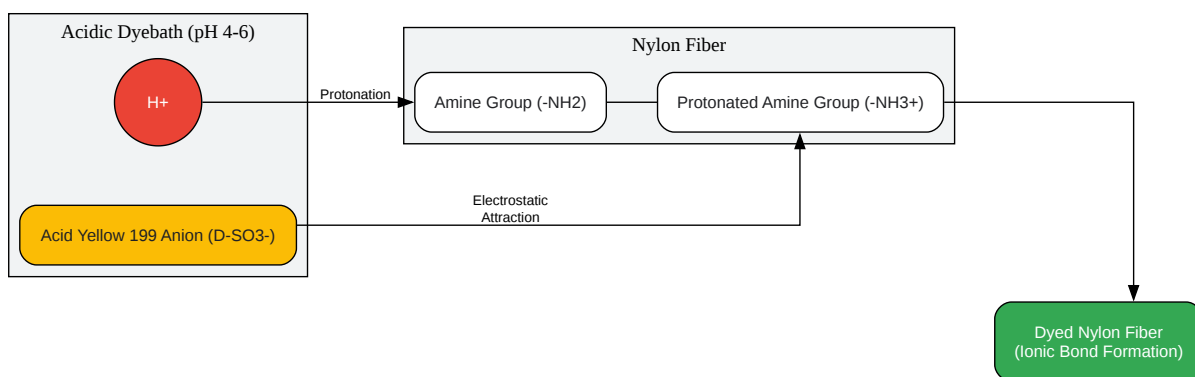 Acidic Dyebath (pH 4-6)
Nylon Fiber
H+
Protonation
Amine Group (-NH2)
Protonated Amine Group (-NH3+)
Electrostatic
Attraction
Acid Yellow 199 Anion (D-SO3-)
Dyed Nylon Fiber
(Ionic Bond Formation)